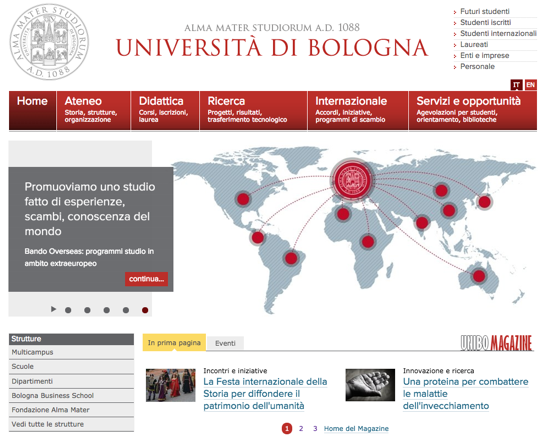 ALMA MATER STUDIORUM
A.D. 1088
ALMA MATER STUDIORUM A.D. 1088
UNIVERSITÀ DI BOLOGNA
Futuri studenti
Studenti iscritti
Studenti internazionali
Laureati
Enti e imprese
Personale
IT EN
Home
Ateneo
Storia, strutture,
organizzazione
Didattica
Corsi, iscrizioni,
laurea
Ricerca
Progetti, risultati,
trasferimento tecnologico
Internazionale
Accordi, iniziative,
programmi di scambio
Servizi e opportunità
Agevolazioni per studenti,
orientamento, biblioteche
Promuoviamo uno studio
fatto di esperienze,
scambi, conoscenza del
mondo
Bando Overseas: programmi studio in
ambito extraeuropeo
continua...
Strutture
Multicampus
Scuole
Dipartimenti
Bologna Business School
Fondazione Alma Mater
Vedi tutte le strutture
In prima pagina
Eventi
UNIBO MAGAZINE
Incontri e iniziative
La Festa internazionale della
Storia per diffondere il
patrimonio dell'umanità
Innovazione e ricerca
Una proteina per combattere
le malattie
dell'invecchiamento
1 2 3 Home del Magazine